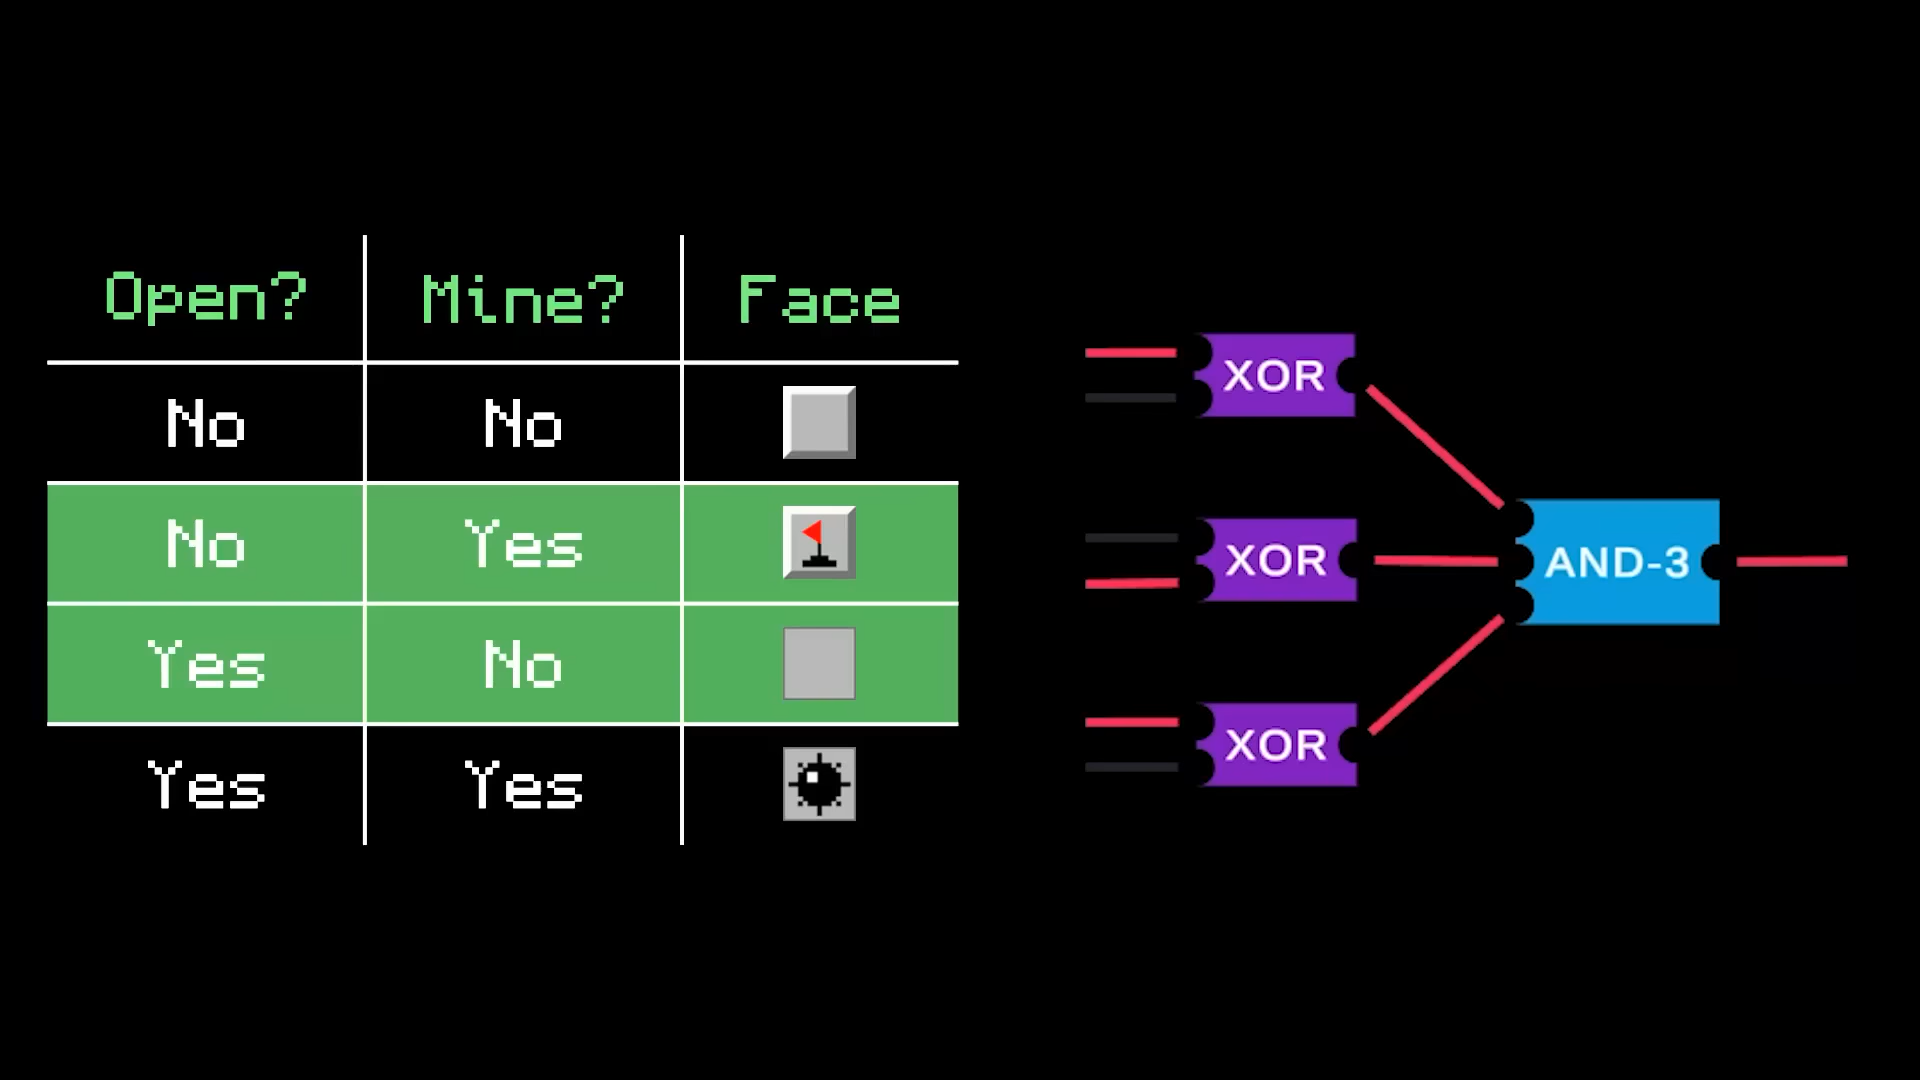 Open? Mine? Face
No No
No Yes
Yes No
Yes Yes
XOR
XOR
AND-3
XOR